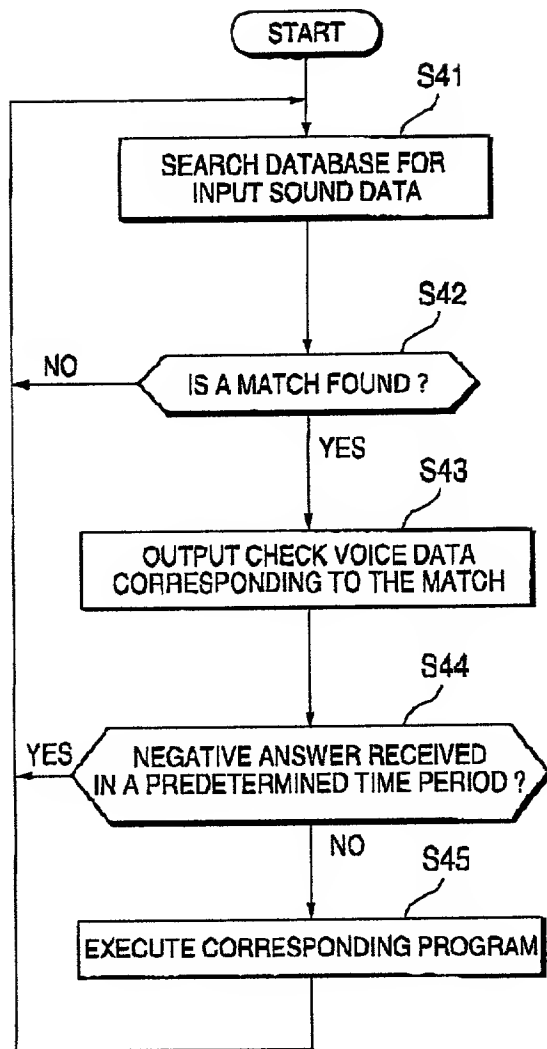 START
S41
SEARCH DATABASE FOR
INPUT SOUND DATA
S42
NO
IS A MATCH FOUND ?
YES
S43
OUTPUT CHECK VOICE DATA
CORRESPONDING TO THE MATCH
S44
YES
NEGATIVE ANSWER RECEIVED
IN A PREDETERMINED TIME PERIOD ?
NO
S45
EXECUTE CORRESPONDING PROGRAM